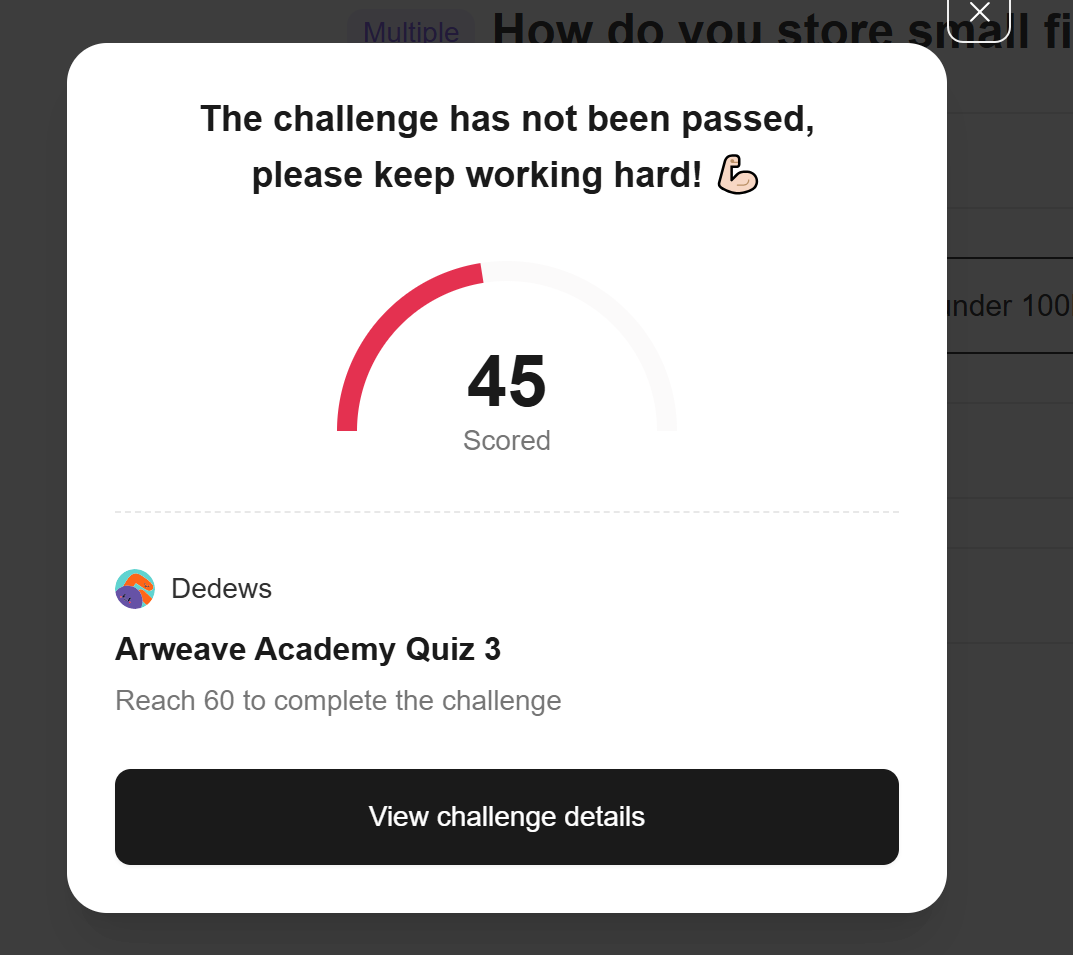 Multiple How do you store small fi
The challenge has not been passed,
please keep working hard! 💪🏻
under 100
45
Scored
Dedews
Arweave Academy Quiz 3
Reach 60 to complete the challenge
View challenge details